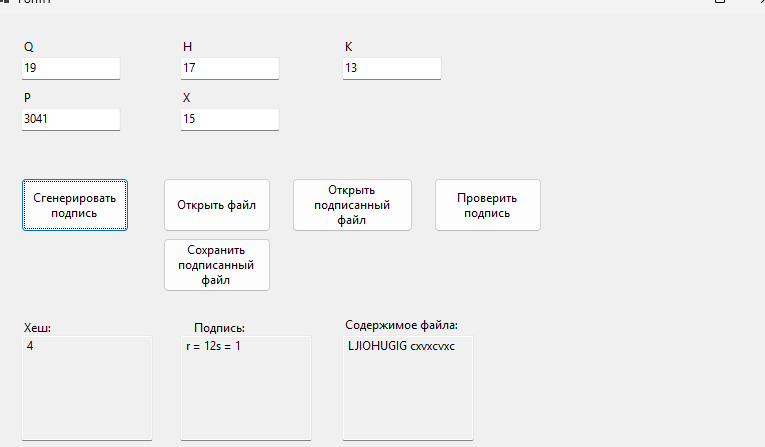 Q
H
K
19
17
13
P
X
3041
15
Сгенерировать
подпись
Открыть файл
Открыть
подписанный
файл
Проверить
подпись
Сохранить
подписанный
файл
Хеш:
Подпись:
Содержимое файла:
4
r = 12s = 1
LJIOHUGIG cxvxcvxc